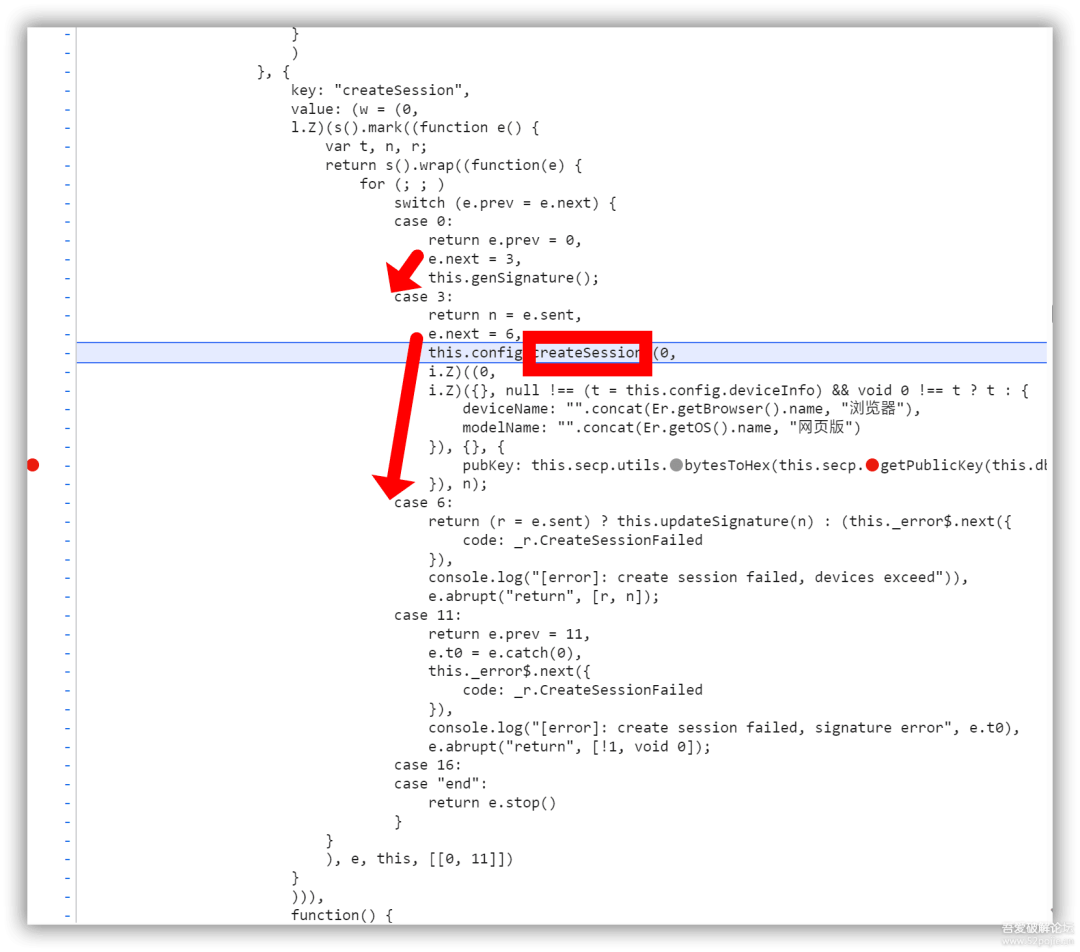 }
)
}, {
key: "createSession",
value: (w = (0,
l.Z)(s().mark((function e() {
var t, n, r;
return s().wrap((function(e) {
for (; ; )
switch (e.prev = e.next) {
case 0:
return e.prev = 0,
e.next = 3,
this.genSignature();
case 3:
return n = e.sent,
e.next = 6,
this.config createSession (0,
i.Z)((0,
i.Z)({}, null !== (t = this.config.deviceInfo) && void 0 !== t ? t : {
deviceName: "".concat(Er.getBrowser().name, "浏览器"),
modelName: "".concat(Er.getOS().name, "网页版")
}), {}, {
pubKey: this.secp.utils.bytesToHex(this.secp.getPublicKey(this.db
}), n);
case 6:
return (r = e.sent) ? this.updateSignature(n) : (this._error$.next({
code: _r.CreateSessionFailed
}),
console.log("[error]: create session failed, devices exceed")),
e.abrupt("return", [r, n]);
case 11:
return e.prev = 11,
e.t0 = e.catch(0),
this._error$.next({
code: _r.CreateSessionFailed
}),
console.log("[error]: create session failed, signature error", e.t0),
e.abrupt("return", [!1, void 0]);
case 16:
case "end":
return e.stop()
}
}
), e, this, [[0, 11]])
}
))),
function() {
吾爱破解论坛
www.52pojie.cn